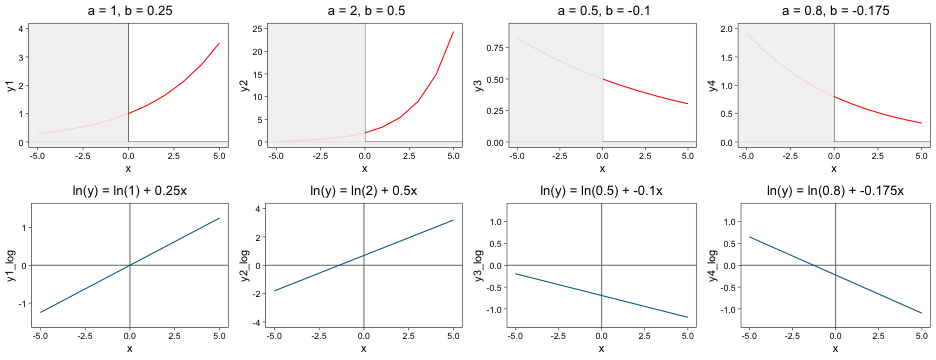 a = 1, b = 0.25
a = 2, b = 0.5
a = 0.5, b = -0.1
a = 0.8, b = -0.175
4
3
2
1
0
y1
-5.0 -2.5 0.0 2.5 5.0
x
25
20
15
10
5
0
y2
-5.0 -2.5 0.0 2.5 5.0
x
0.75
0.50
0.25
0.00
y3
-5.0 -2.5 0.0 2.5 5.0
x
2.0
1.5
1.0
0.5
0.0
y4
-5.0 -2.5 0.0 2.5 5.0
x
ln(y) = ln(1) + 0.25x
ln(y) = ln(2) + 0.5x
ln(y) = ln(0.5) + -0.1x
ln(y) = ln(0.8) + -0.175x
1
0
-1
y1_log
-5.0 -2.5 0.0 2.5 5.0
x
4
2
0
-2
-4
y2_log
-5.0 -2.5 0.0 2.5 5.0
x
1.0
0.5
0.0
-0.5
-1.0
y3_log
-5.0 -2.5 0.0 2.5 5.0
x
1.0
0.5
0.0
-0.5
-1.0
y4_log
-5.0 -2.5 0.0 2.5 5.0
x